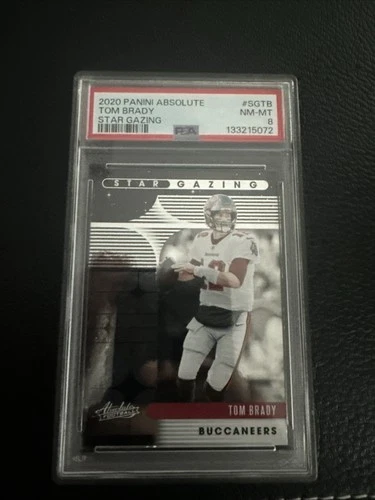 2020 PANINI ABSOLUTE #SGTB
TOM BRADY NM-MT
STAR GAZING 8
PSA 133215072
STAR GAZING
12
Absolute
TOM BRADY
BUCCANEERS